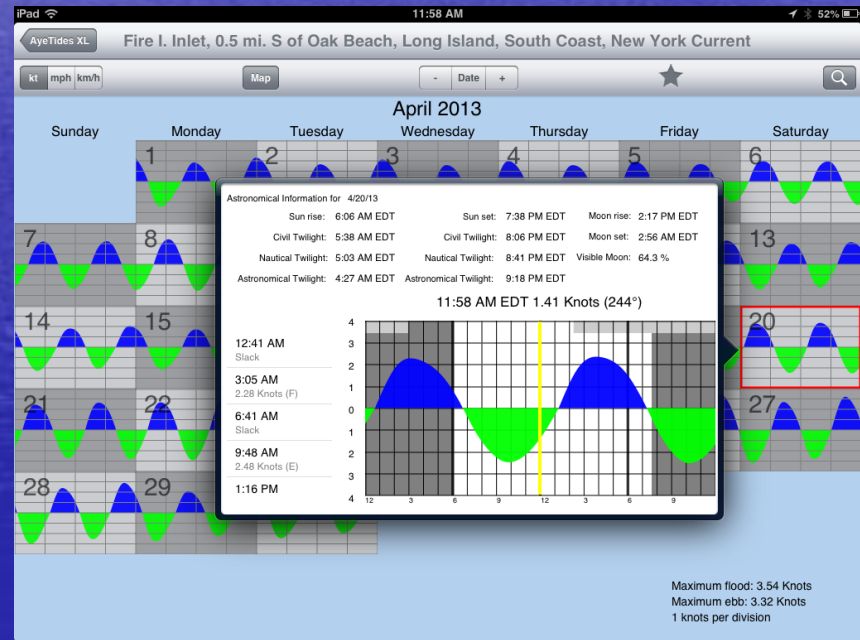 iPad 11:58 AM 52%
AyeTides XL Fire I. Inlet, 0.5 mi. S of Oak Beach, Long Island, South Coast, New York Current
kt mph km/h Map - Date +
April 2013
Sunday Monday Tuesday Wednesday Thursday Friday Saturday
1 2 3 4 5 6
Astronomical Information for 4/20/13
Sun rise: 6:06 AM EDT Sun set: 7:38 PM EDT Moon rise: 2:17 PM EDT
Civil Twilight: 5:38 AM EDT Civil Twilight: 8:06 PM EDT Moon set: 2:56 AM EDT
Nautical Twilight: 5:03 AM EDT Nautical Twilight: 8:41 PM EDT Visible Moon: 64.3 %
Astronomical Twilight: 4:27 AM EDT Astronomical Twilight: 9:18 PM EDT
7 8 13
11:58 AM EDT 1.41 Knots (244°)
14 15 20
12:41 AM
Slack
3:05 AM
2.28 Knots (F)
6:41 AM
Slack
9:48 AM
2.48 Knots (E)
1:16 PM
4
3
2
1
0
1
2
3
4
12 3 6 9 12 3 6 9
21 22 27
28 29
Maximum flood: 3.54 Knots
Maximum ebb: 3.32 Knots
1 knots per division